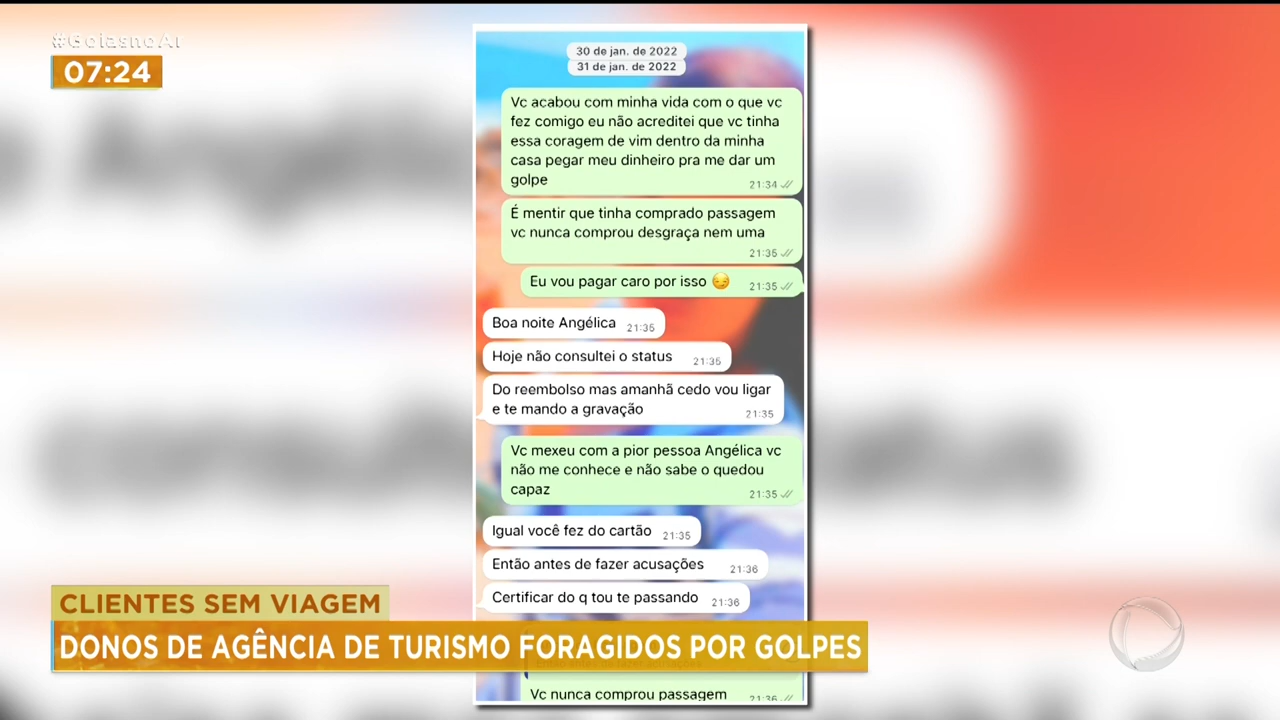 #GoiásnoAr
07:24
30 de jan. de 2022
31 de jan. de 2022
Vc acabou com minha vida com o que vc
fez comigo eu não acreditei que vc tinha
essa coragem de vim dentro da minha
casa pegar meu dinheiro pra me dar um
golpe
21:34
É mentir que tinha comprado passagem
vc nunca comprou desgraça nem uma
21:35
Eu vou pagar caro por isso 😏 21:35
Boa noite Angélica 21:35
Hoje não consultei o status 21:35
Do reembolso mas amanhã cedo vou ligar
e te mando a gravação
21:35
Vc mexeu com a pior pessoa Angélica vc
não me conhece e não sabe o quedou
capaz
21:35
Igual você fez do cartão 21:35
Então antes de fazer acusações 21:36
Certificar do q tou te passando 21:36
CLIENTES SEM VIAGEM
DONOS DE AGÊNCIA DE TURISMO FORAGIDOS POR GOLPES
Então antes de fazer acusações
Vc nunca comprou passagem 21:36